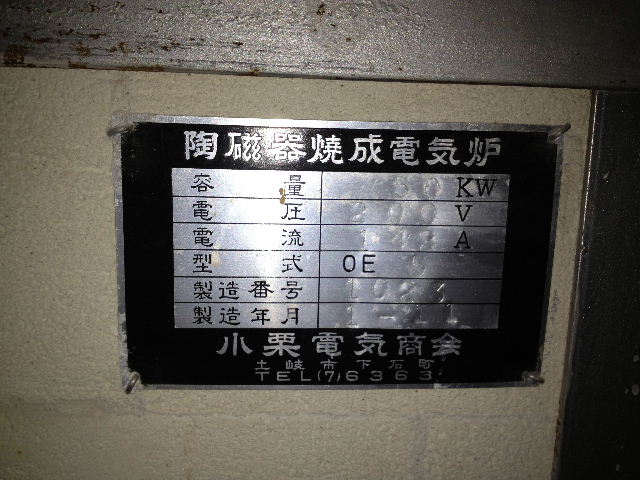 陶磁器焼成電気炉
容量 KW
電圧 200 V
電流 A
型式 OE
製造番号
製造年月
小栗電気商会
土岐市下石町
TEL(7)6363